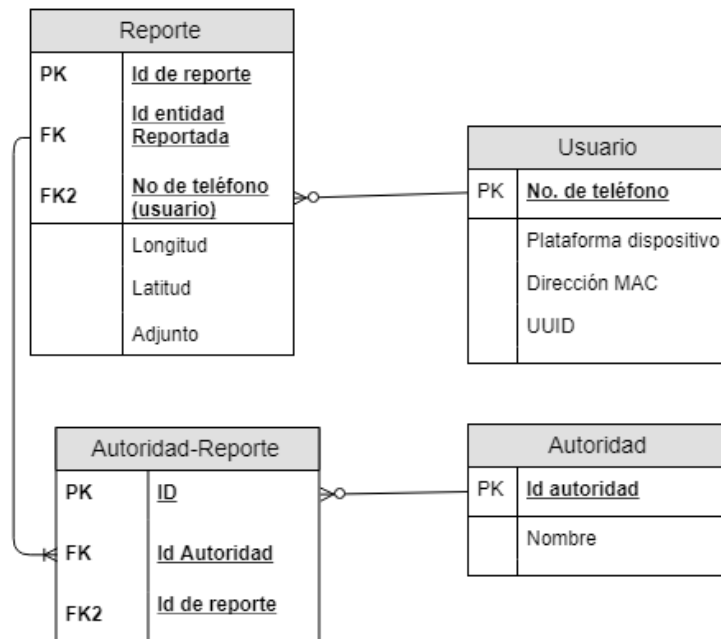 Reporte
PK Id de reporte
FK Id entidad
Reportada
FK2 No de teléfono
(usuario)
Longitud
Latitud
Adjunto
Usuario
PK No. de teléfono
Plataforma dispositivo
Dirección MAC
UUID
Autoridad-Reporte
PK ID
FK Id Autoridad
FK2 Id de reporte
Autoridad
PK Id autoridad
Nombre